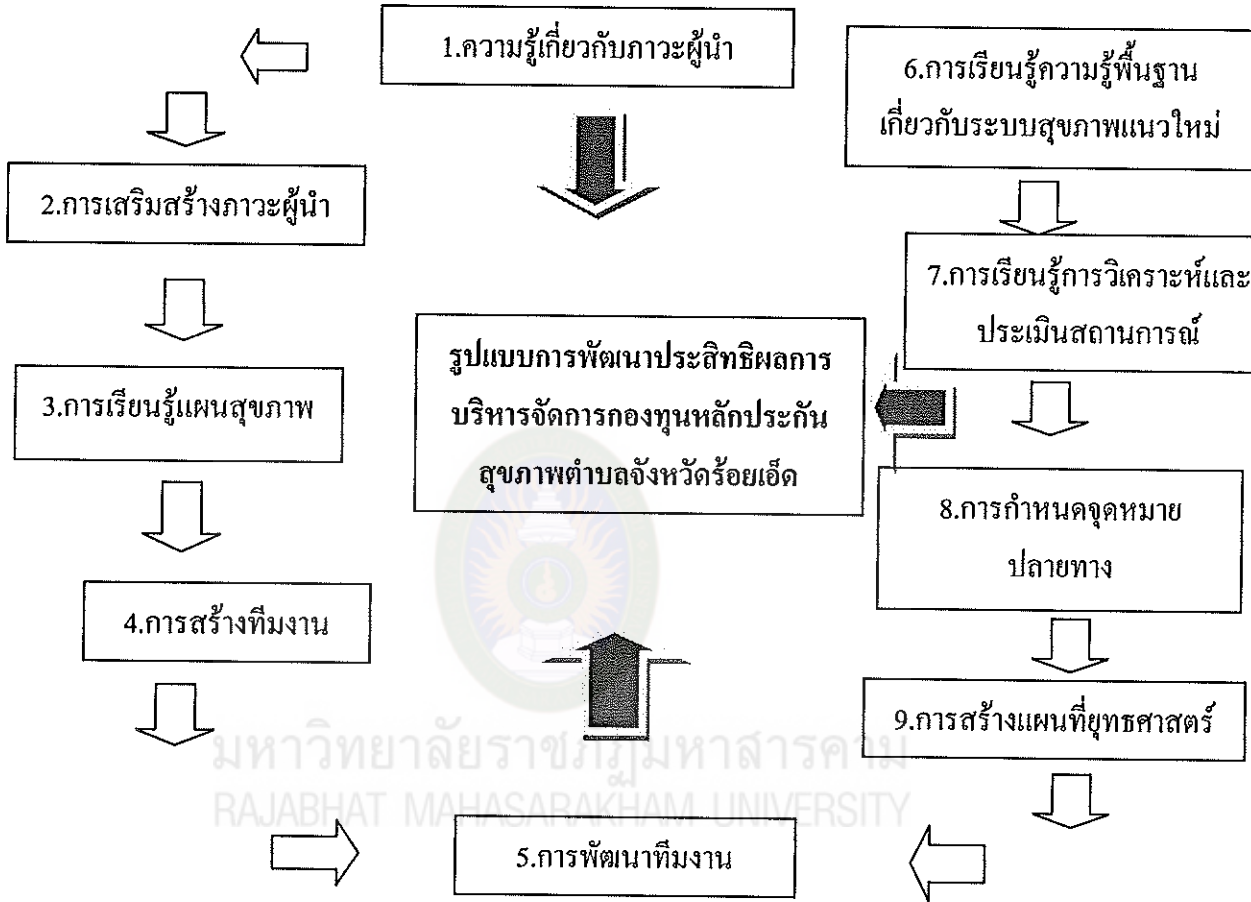 1.ความรู้เกี่ยวกับภาวะผู้นำ
2.การเสริมสร้างภาวะผู้นำ
3.การเรียนรู้แผนสุขภาพ
4.การสร้างทีมงาน
5.การพัฒนาทีมงาน
6.การเรียนรู้ความรู้พื้นฐาน
เกี่ยวกับระบบสุขภาพแนวใหม่
7.การเรียนรู้การวิเคราะห์และ
ประเมินสถานการณ์
8.การกำหนดจุดหมาย
ปลายทาง
9.การสร้างแผนที่ยุทธศาสตร์
รูปแบบการพัฒนาประสิทธิผลการ
บริหารจัดการกองทุนหลักประกัน
สุขภาพตำบลจังหวัดร้อยเอ็ด
มหาวิทยาลัยราชภัฏมหาสารคาม
RAJABHAT MAHASARAKHAM UNIVERSITY